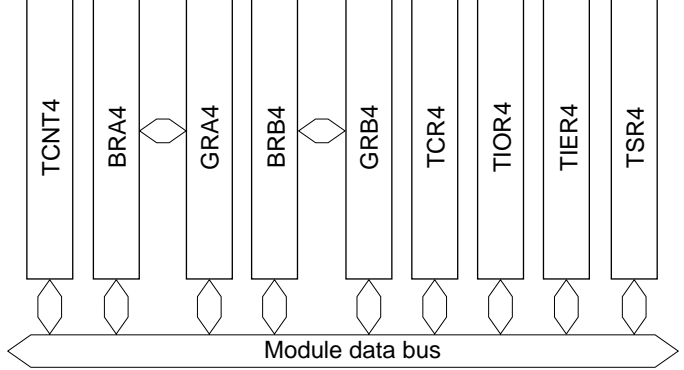 TCNT4
BRA4
GRA4
BRB4
GRB4
TCR4
TIOR4
TIER4
TSR4
Module data bus